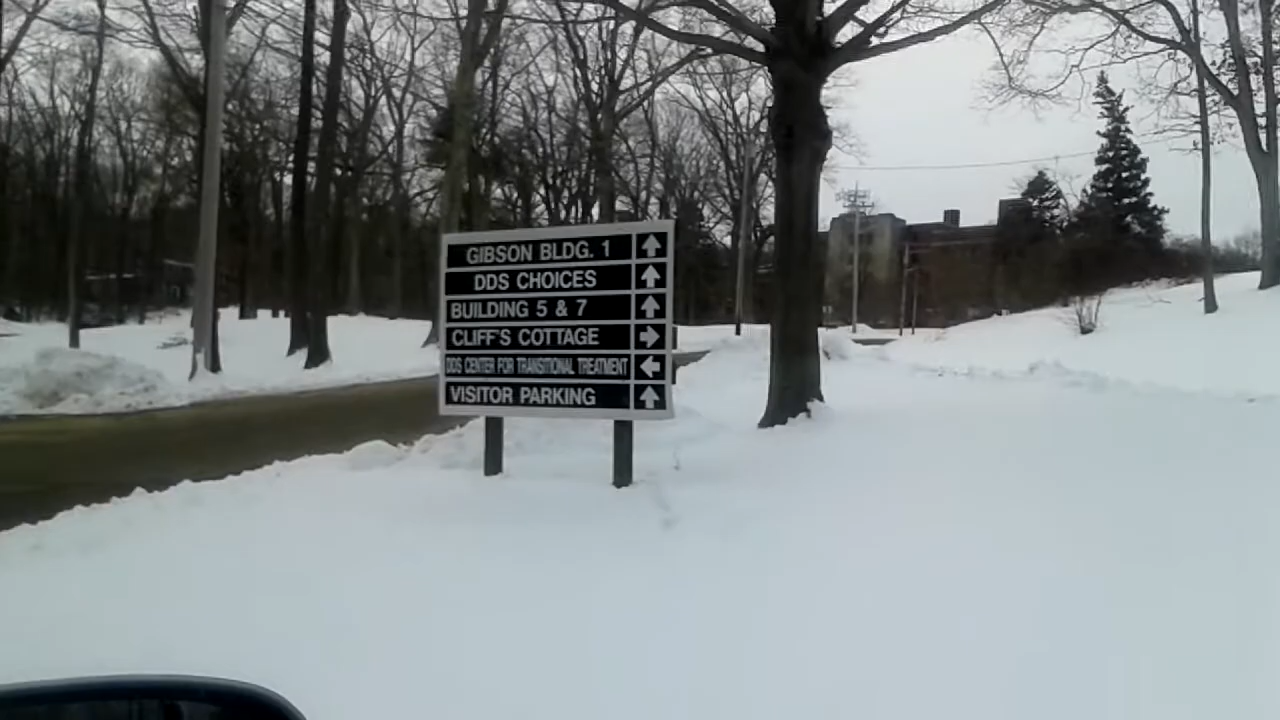 GIBSON BLDG. 1
DDS CHOICES
BUILDING 5 & 7
CLIFF'S COTTAGE
DDS CENTER FOR TRANSITIONAL TREATMENT
VISITOR PARKING